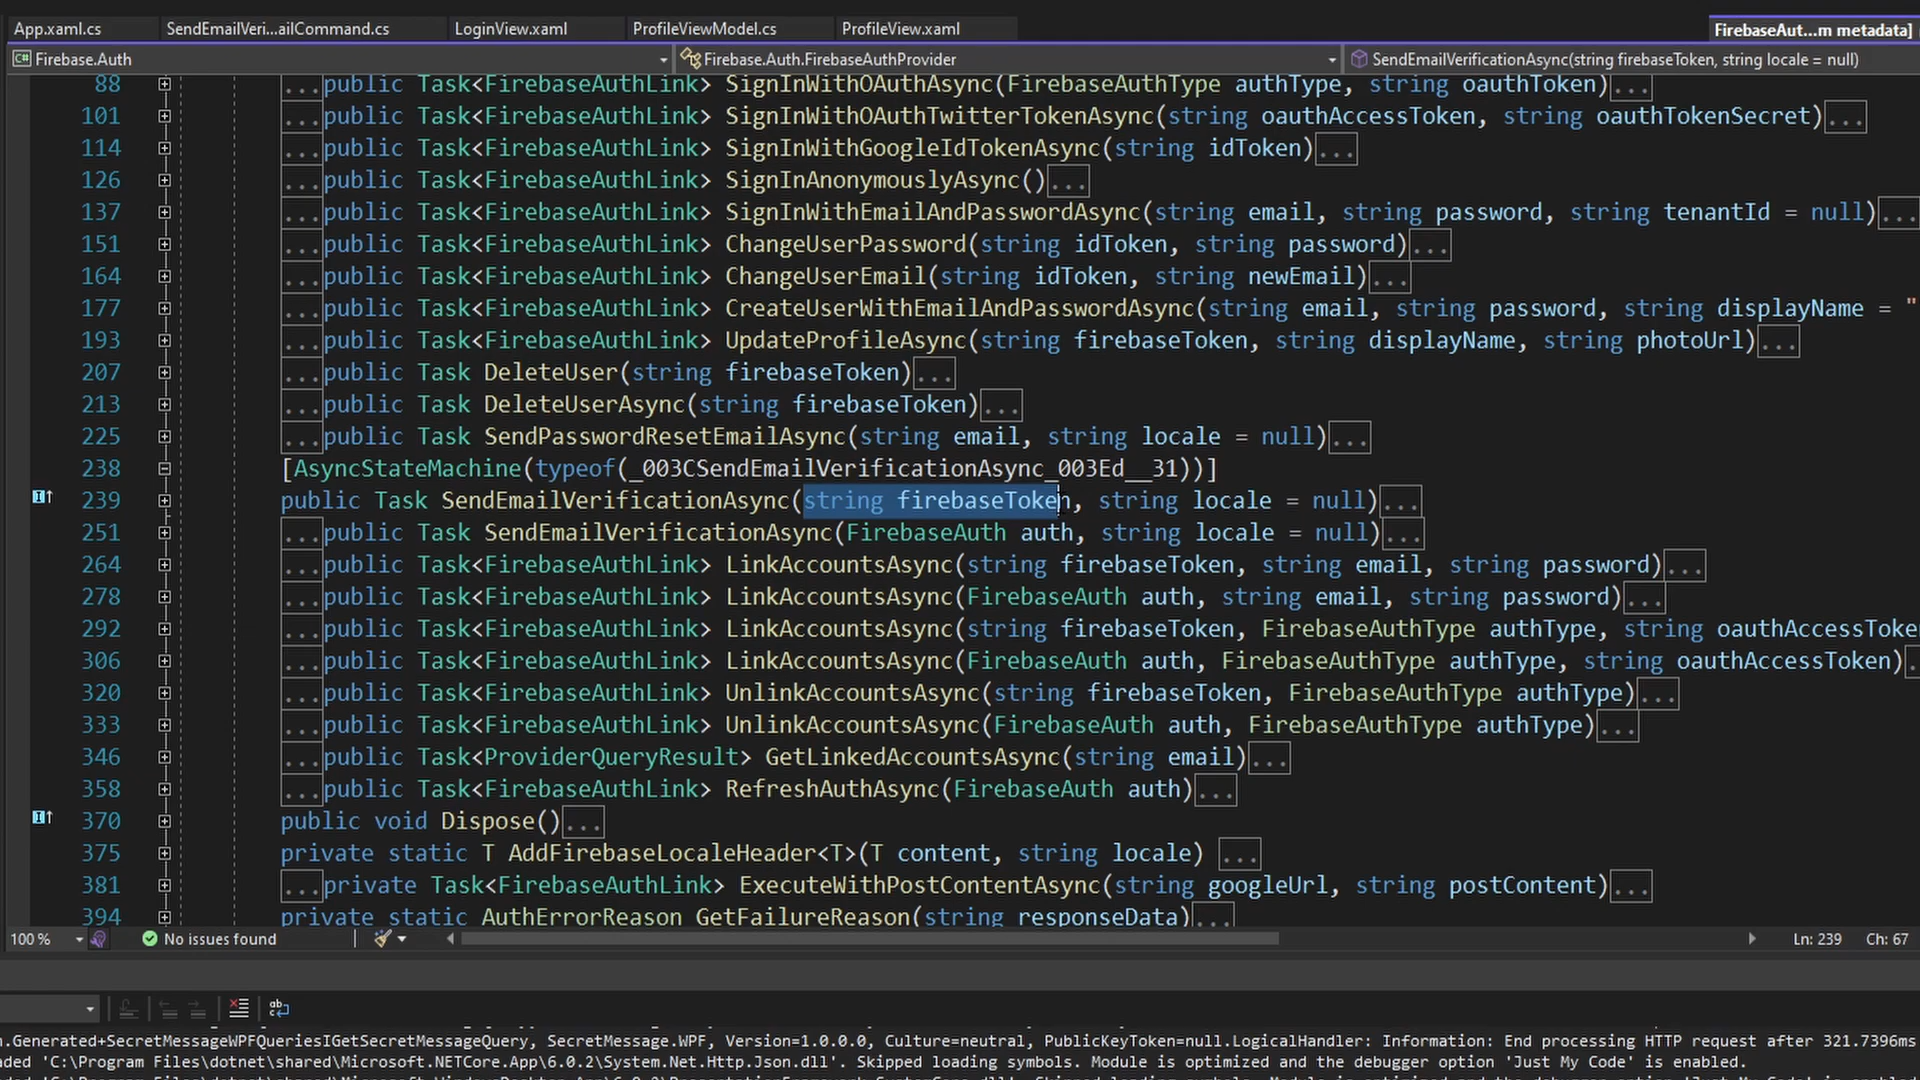 App.xaml.cs SendEmailVeri...ailCommand.cs LoginView.xaml ProfileViewModel.cs ProfileView.xaml FirebaseAut...m metadata]
C# Firebase.Auth Firebase.Auth.FirebaseAuthProvider SendEmailVerificationAsync(string firebaseToken, string locale = null)
88 ...public Task<FirebaseAuthLink> SignInWithOAuthAsync(FirebaseAuthType authType, string oauthToken)...
101 ...public Task<FirebaseAuthLink> SignInWithOAuthTwitterTokenAsync(string oauthAccessToken, string oauthTokenSecret)...
114 ...public Task<FirebaseAuthLink> SignInWithGoogleIdTokenAsync(string idToken)...
126 ...public Task<FirebaseAuthLink> SignInAnonymouslyAsync()...
137 ...public Task<FirebaseAuthLink> SignInWithEmailAndPasswordAsync(string email, string password, string tenantId = null)...
151 ...public Task<FirebaseAuthLink> ChangeUserPassword(string idToken, string password)...
164 ...public Task<FirebaseAuthLink> ChangeUserEmail(string idToken, string newEmail)...
177 ...public Task<FirebaseAuthLink> CreateUserWithEmailAndPasswordAsync(string email, string password, string displayName = "
193 ...public Task<FirebaseAuthLink> UpdateProfileAsync(string firebaseToken, string displayName, string photoUrl)...
207 ...public Task DeleteUser(string firebaseToken)...
213 ...public Task DeleteUserAsync(string firebaseToken)...
225 ...public Task SendPasswordResetEmailAsync(string email, string locale = null)...
238 [AsyncStateMachine(typeof(_003CSendEmailVerificationAsync_003Ed__31))]
239 public Task SendEmailVerificationAsync(string firebaseToken, string locale = null)...
251 ...public Task SendEmailVerificationAsync(FirebaseAuth auth, string locale = null)...
264 ...public Task<FirebaseAuthLink> LinkAccountsAsync(string firebaseToken, string email, string password)...
278 ...public Task<FirebaseAuthLink> LinkAccountsAsync(FirebaseAuth auth, string email, string password)...
292 ...public Task<FirebaseAuthLink> LinkAccountsAsync(string firebaseToken, FirebaseAuthType authType, string oauthAccessToke
306 ...public Task<FirebaseAuthLink> LinkAccountsAsync(FirebaseAuth auth, FirebaseAuthType authType, string oauthAccessToken)...
320 ...public Task<FirebaseAuthLink> UnlinkAccountsAsync(string firebaseToken, FirebaseAuthType authType)...
333 ...public Task<FirebaseAuthLink> UnlinkAccountsAsync(FirebaseAuth auth, FirebaseAuthType authType)...
346 ...public Task<ProviderQueryResult> GetLinkedAccountsAsync(string email)...
358 ...public Task<FirebaseAuthLink> RefreshAuthAsync(FirebaseAuth auth)...
370 public void Dispose()...
375 private static T AddFirebaseLocaleHeader<T>(T content, string locale) ...
381 ...private Task<FirebaseAuthLink> ExecuteWithPostContentAsync(string googleUrl, string postContent)...
394 private static AuthErrorReason GetFailureReason(string responseData)...
100 % No issues found Ln: 239 Ch: 67
n.Generated+SecretMessageWPFQueriesIGetSecretMessageQuery, SecretMessage.WPF, Version=1.0.0.0, Culture=neutral, PublicKeyToken=null.LogicalHandler: Information: End processing HTTP request after 321.7396ms
aded 'C:\Program Files\dotnet\shared\Microsoft.NETCore.App\6.0.2\System.Net.Http.Json.dll'. Skipped loading symbols. Module is optimized and the debugger option 'Just My Code' is enabled.